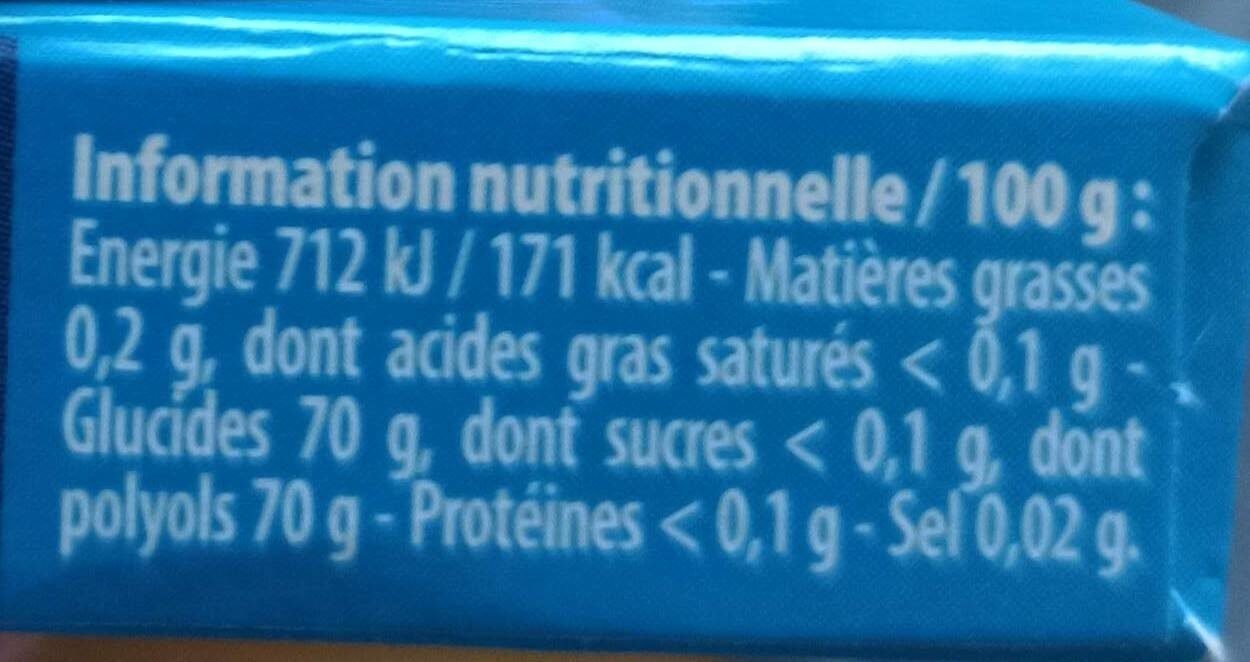 Information nutritionnelle / 100 g :
Energie 712 kJ / 171 kcal - Matières grasses
0,2 g, dont acides gras saturés < 0,1 g -
Glucides 70 g, dont sucres < 0,1 g, dont
polyols 70 g - Protéines < 0,1 g - Sel 0,02 g.